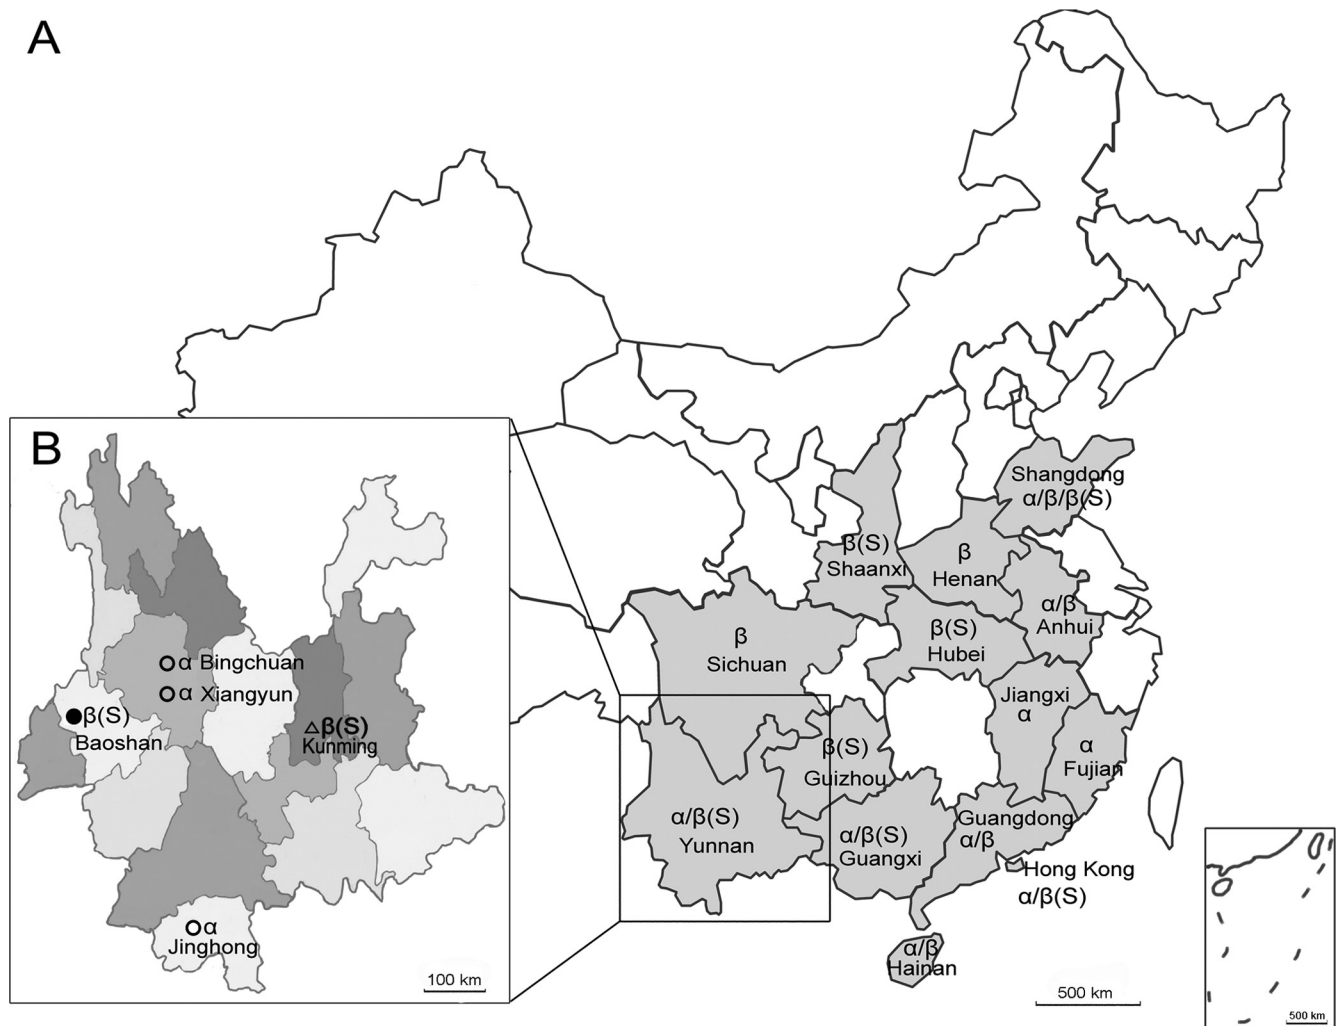 A
B
Shangdong
α/β/β(S)
β(S)
Shaanxi
β
Henan
α/β
Anhui
β(S)
Hubei
β
Sichuan
Jiangxi
α
α
Fujian
β(S)
Guizhou
α/β(S)
Yunnan
α/β(S)
Guangxi
Guangdong
α/β
Hong Kong
α/β(S)
α/β
Hainan
α Bingchuan
α Xiangyun
β(S)
Baoshan
β(S)
Kunming
α
Jinghong
100 km
500 km
500 km